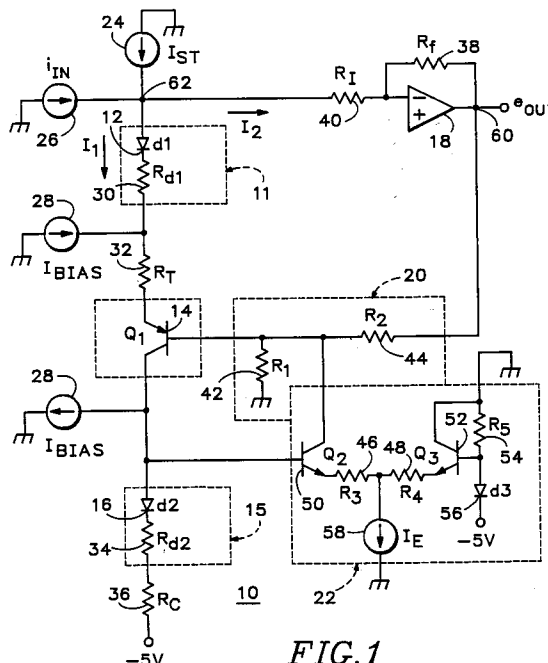 24
I_ST
i_IN
62
26
R_f
38
R_I
40
18
60
e_OUT
I_2
12
I_1
d1
R_d1
30
11
28
I_BIAS
32
R_T
20
Q_1
14
R_2
44
R_1
42
28
I_BIAS
52
R_5
54
Q_2
46
48
Q_3
50
R_3
R_4
d3
56
-5V
16
d2
15
R_d2
34
58
I_E
22
36
R_C
10
-5V
FIG.1